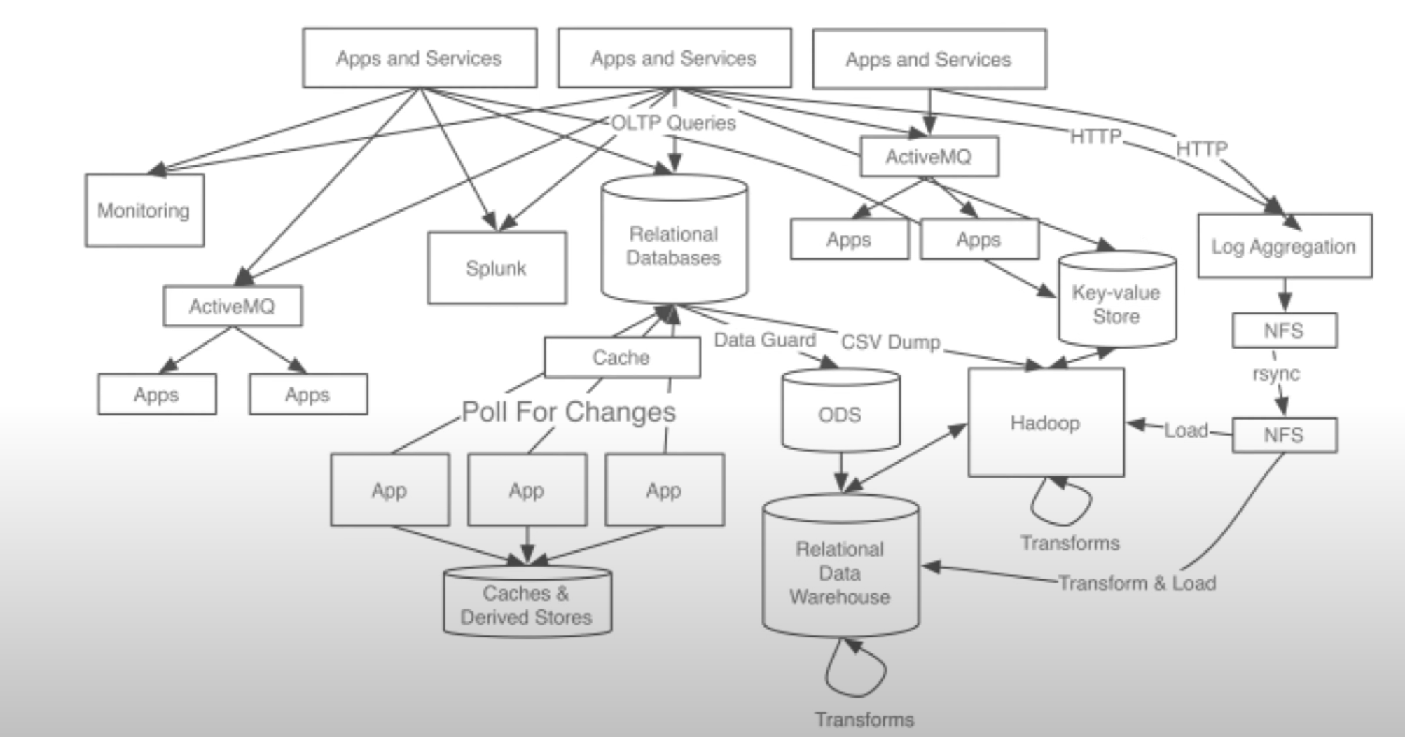 Apps and Services
Apps and Services
Apps and Services
OLTP Queries
HTTP
HTTP
ActiveMQ
Monitoring
Splunk
Relational
Databases
Apps
Apps
Key-value
Store
Log Aggregation
ActiveMQ
NFS
Apps
Apps
Cache
Data Guard
CSV Dump
rsync
Poll For Changes
ODS
Hadoop
Load
NFS
App
App
App
Transforms
Relational
Data
Warehouse
Transform & Load
Caches &
Derived Stores
Transforms